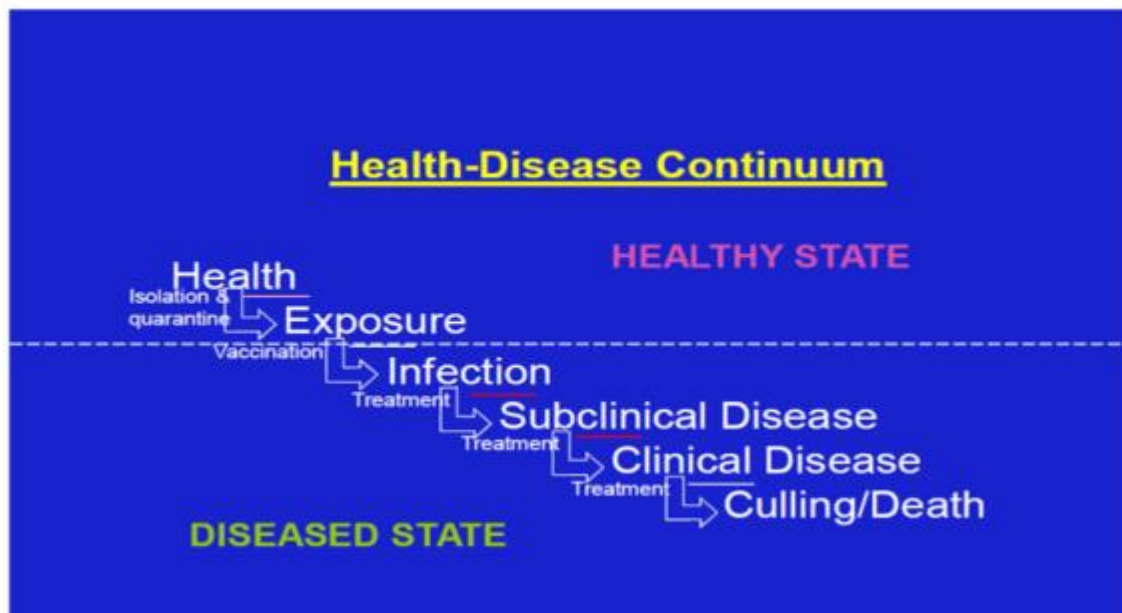 Health-Disease Continuum
HEALTHY STATE
Health
Isolation &
quarantine
Exposure
Vaccination
Infection
Treatment
Subclinical Disease
Treatment
Clinical Disease
Treatment
Culling/Death
DISEASED STATE